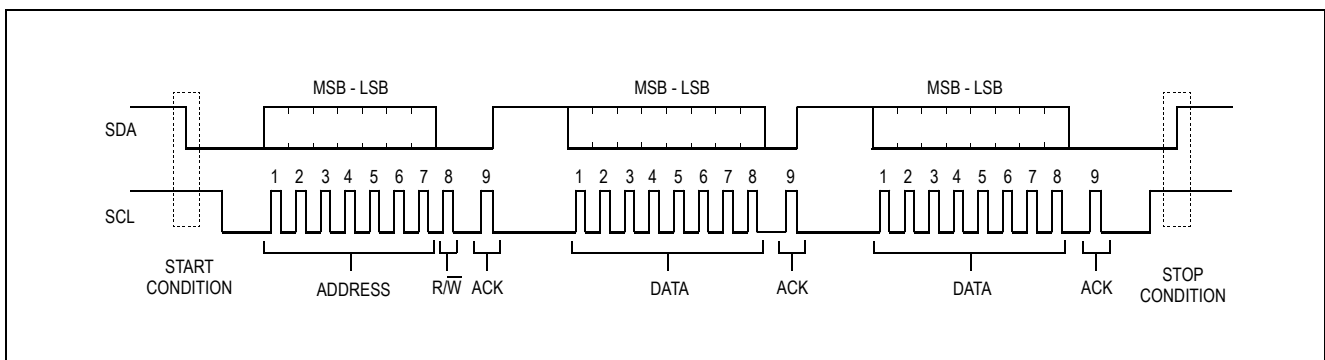 MSB - LSB MSB - LSB MSB - LSB
SDA
1 2 3 4 5 6 7 8 9 1 2 3 4 5 6 7 8 9 1 2 3 4 5 6 7 8 9
SCL
START CONDITION
ADDRESS R/W̅ ACK DATA ACK DATA ACK
STOP CONDITION